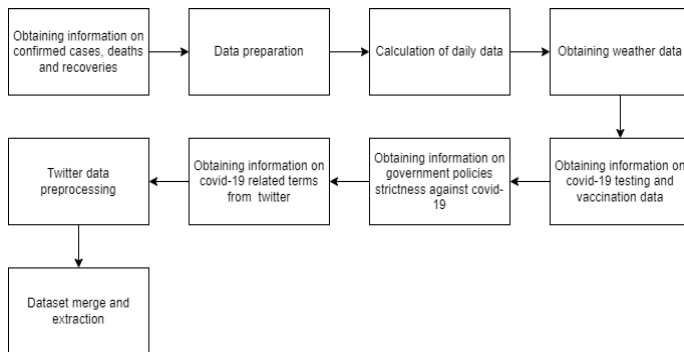 Obtaining information on
confirmed cases, deaths
and recoveries
Data preparation
Calculation of daily data
Obtaining weather data
Twitter data
preprocessing
Obtaining information on
covid-19 related terms
from twitter
Obtaining information on
government policies
strictness against covid-
19
Obtaining information on
covid-19 testing and
vaccination data
Dataset merge and
extraction